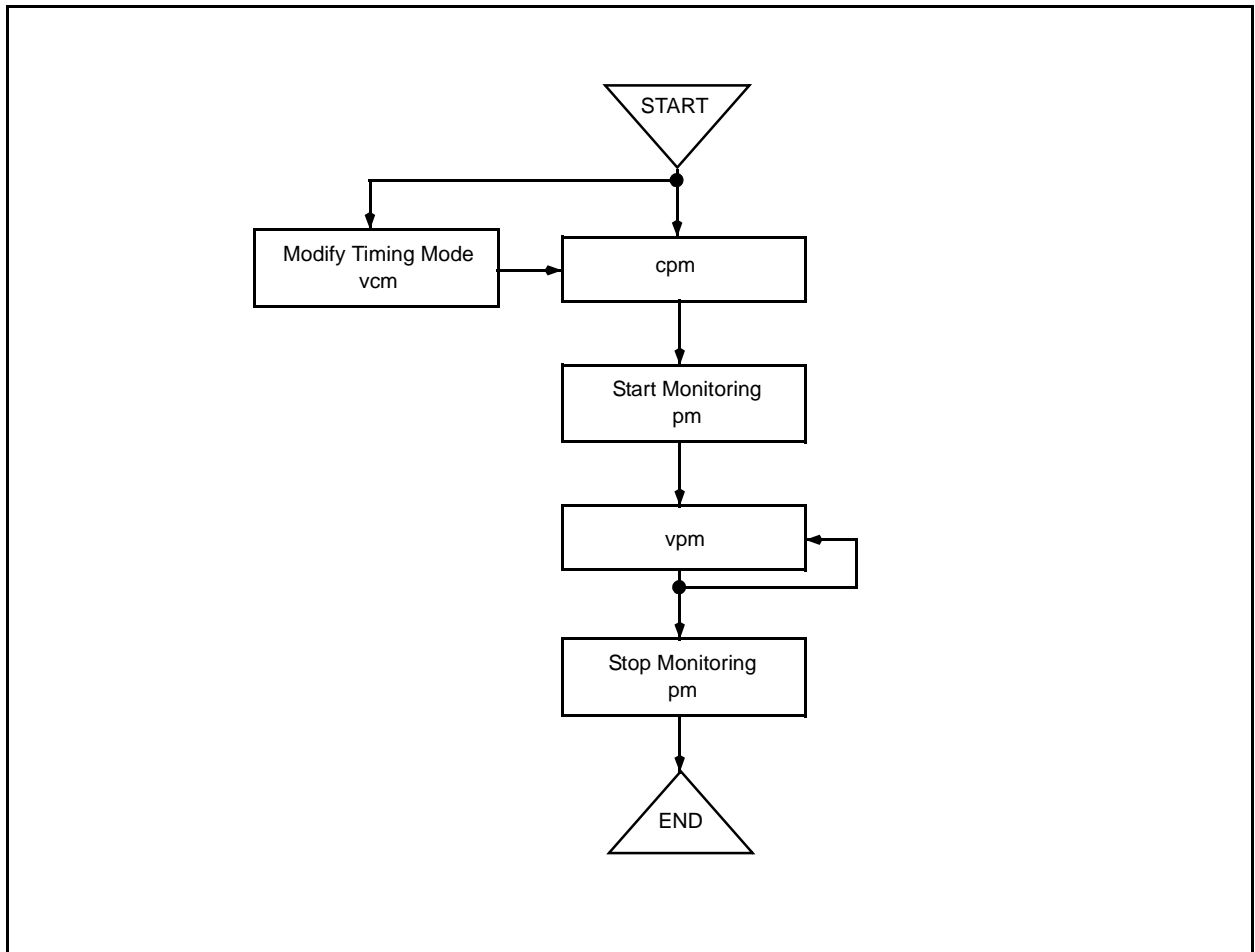 START
Modify Timing Mode
vcm
cpm
Start Monitoring
pm
vpm
Stop Monitoring
pm
END